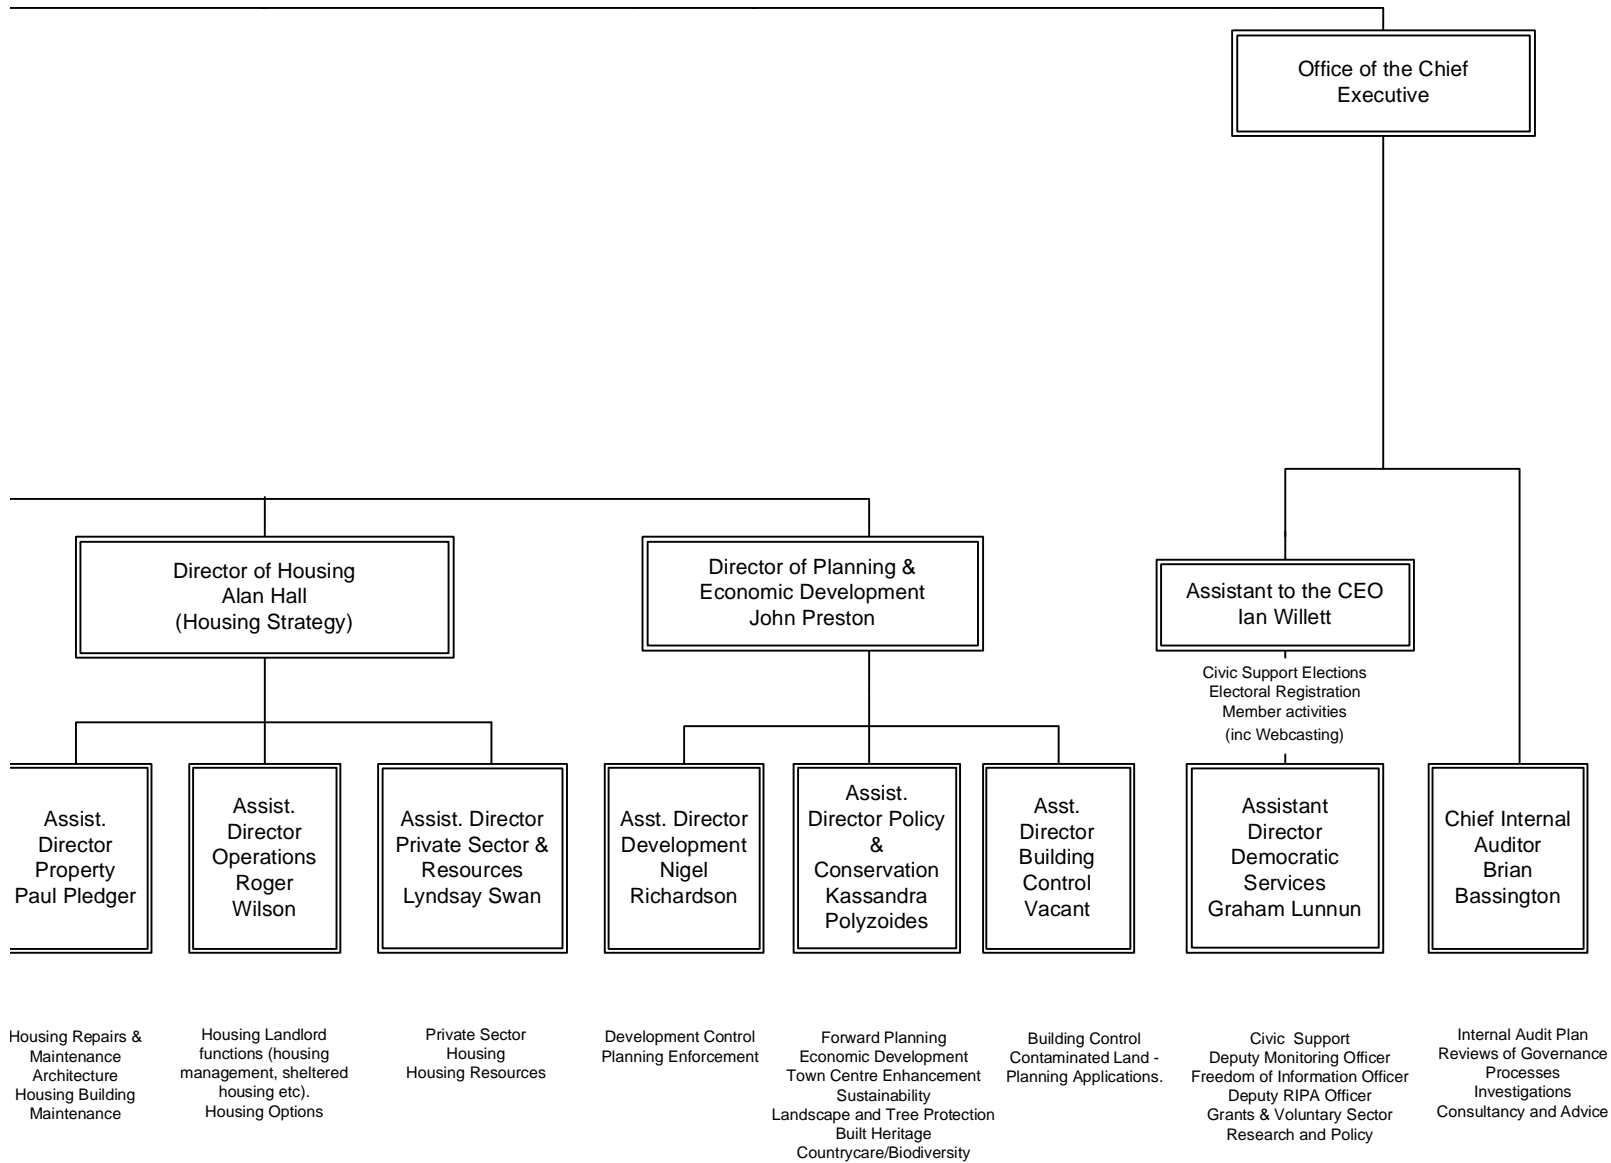 Office of the Chief
Executive
Director of Housing
Alan Hall
(Housing Strategy)
Director of Planning &
Economic Development
John Preston
Assistant to the CEO
Ian Willett
Civic Support Elections
Electoral Registration
Member activities
(inc Webcasting)
Assist.
Director
Property
Paul Pledger
Assist.
Director
Operations
Roger
Wilson
Assist. Director
Private Sector &
Resources
Lyndsay Swan
Asst. Director
Development
Nigel
Richardson
Assist.
Director Policy
&
Conservation
Kassandra
Polyzoides
Asst.
Director
Building
Control
Vacant
Assistant
Director
Democratic
Services
Graham Lunnun
Chief Internal
Auditor
Brian
Bassington
Housing Repairs &
Maintenance
Architecture
Housing Building
Maintenance
Housing Landlord
functions (housing
management, sheltered
housing etc).
Housing Options
Private Sector
Housing
Housing Resources
Development Control
Planning Enforcement
Forward Planning
Economic Development
Town Centre Enhancement
Sustainability
Landscape and Tree Protection
Built Heritage
Countrycare/Biodiversity
Building Control
Contaminated Land -
Planning Applications.
Civic Support
Deputy Monitoring Officer
Freedom of Information Officer
Deputy RIPA Officer
Grants & Voluntary Sector
Research and Policy
Internal Audit Plan
Reviews of Governance
Processes
Investigations
Consultancy and Advice